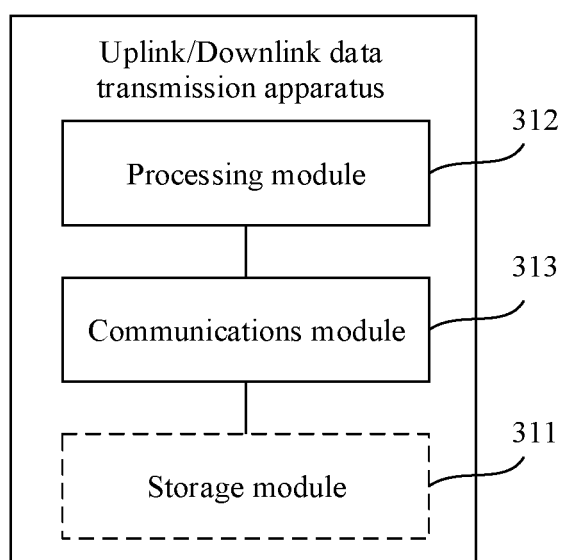 Uplink/Downlink data
transmission apparatus
312
Processing module
313
Communications module
311
Storage module